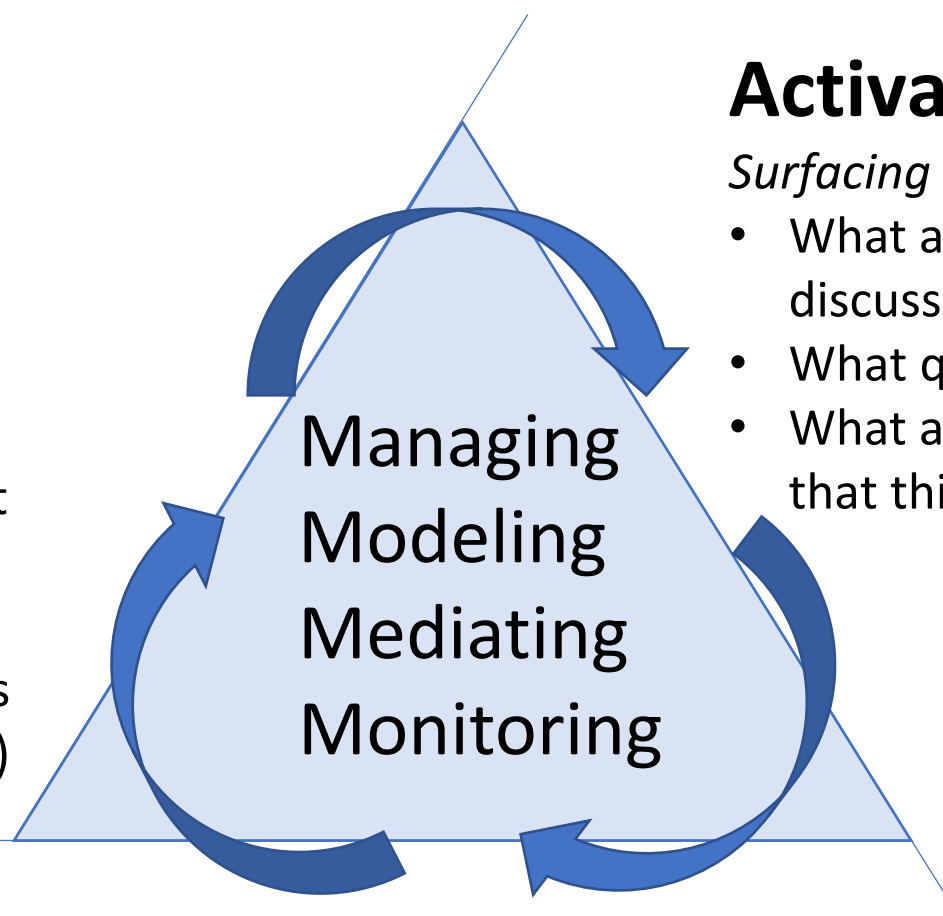 Activa
Surfacing
• What a
discuss
• What q
• What a
that thi
t
s
)
Managing
Modeling
Mediating
Monitoring